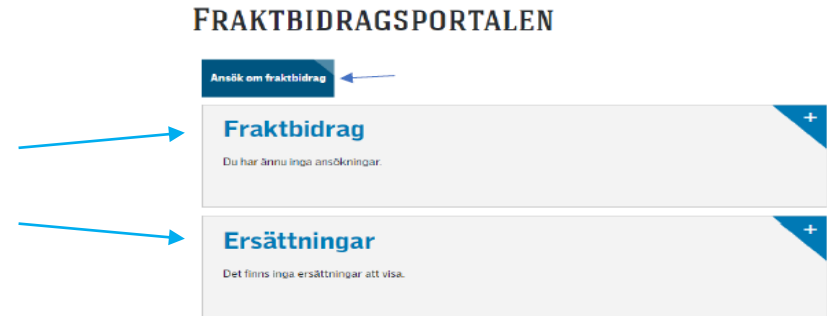 FRAKTBIDRAGSPORTALEN
Ansök om fraktbidrag
Fraktbidrag
+
Du har ännu inga ansökningar.
Ersättningar
+
Det finns inga ersättningar att visa.